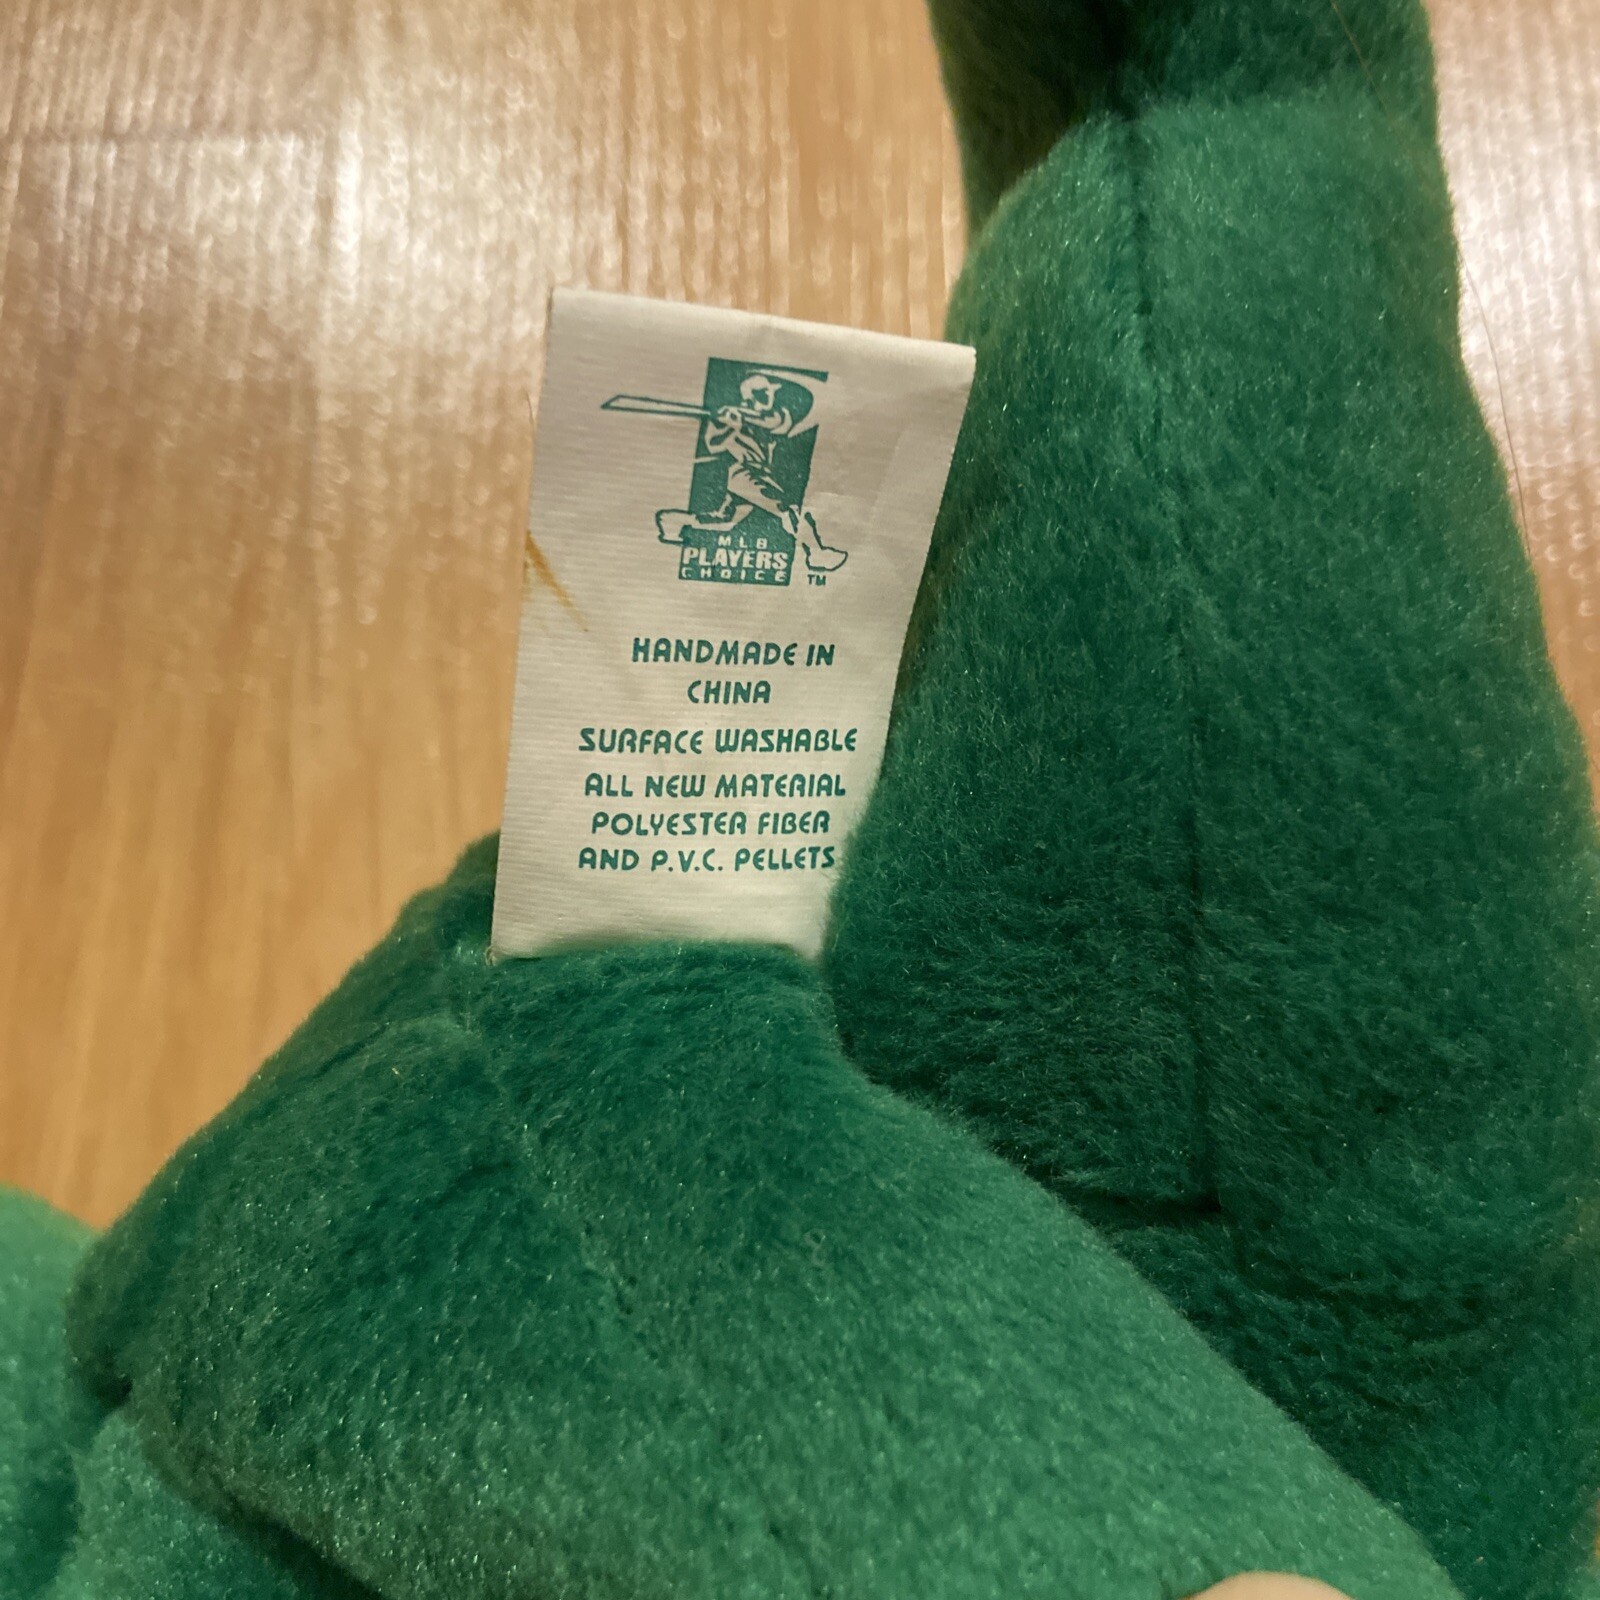 MLB
PLAYERS
CHOICE TM
HANDMADE IN
CHINA
SURFACE WASHABLE
ALL NEW MATERIAL
POLYESTER FIBER
AND P.V.C. PELLETS